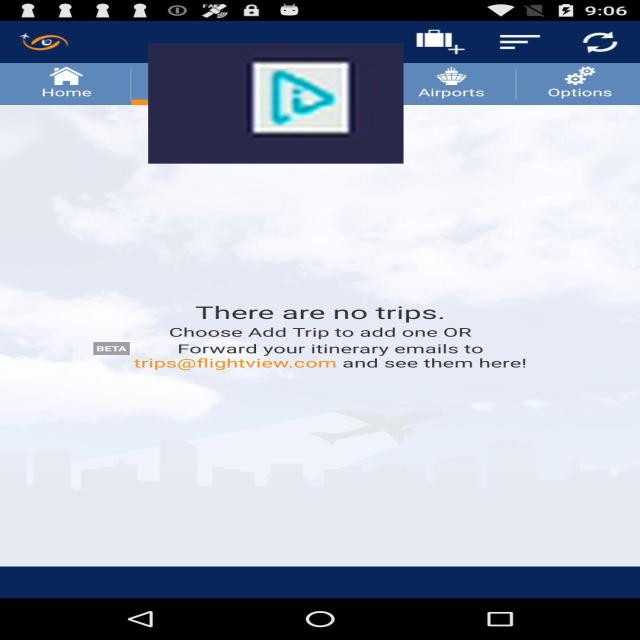 9:06
Home
Airports
Options
There are no trips.
Choose Add Trip to add one OR
BETA Forward your itinerary emails to
trips@flightview.com and see them here!